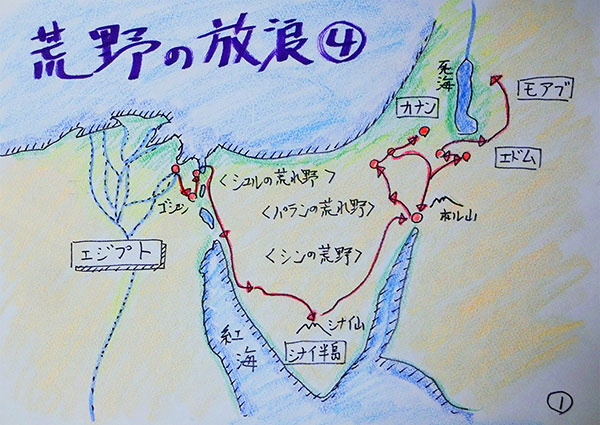 荒野の放浪④
死海
モアブ
カナン
エドム
<シュルの荒れ野>
ゴシェン
<パランの荒れ野>
ホル山
エジプト
<シンの荒野>
シナイ山
紅海
シナイ半島
①